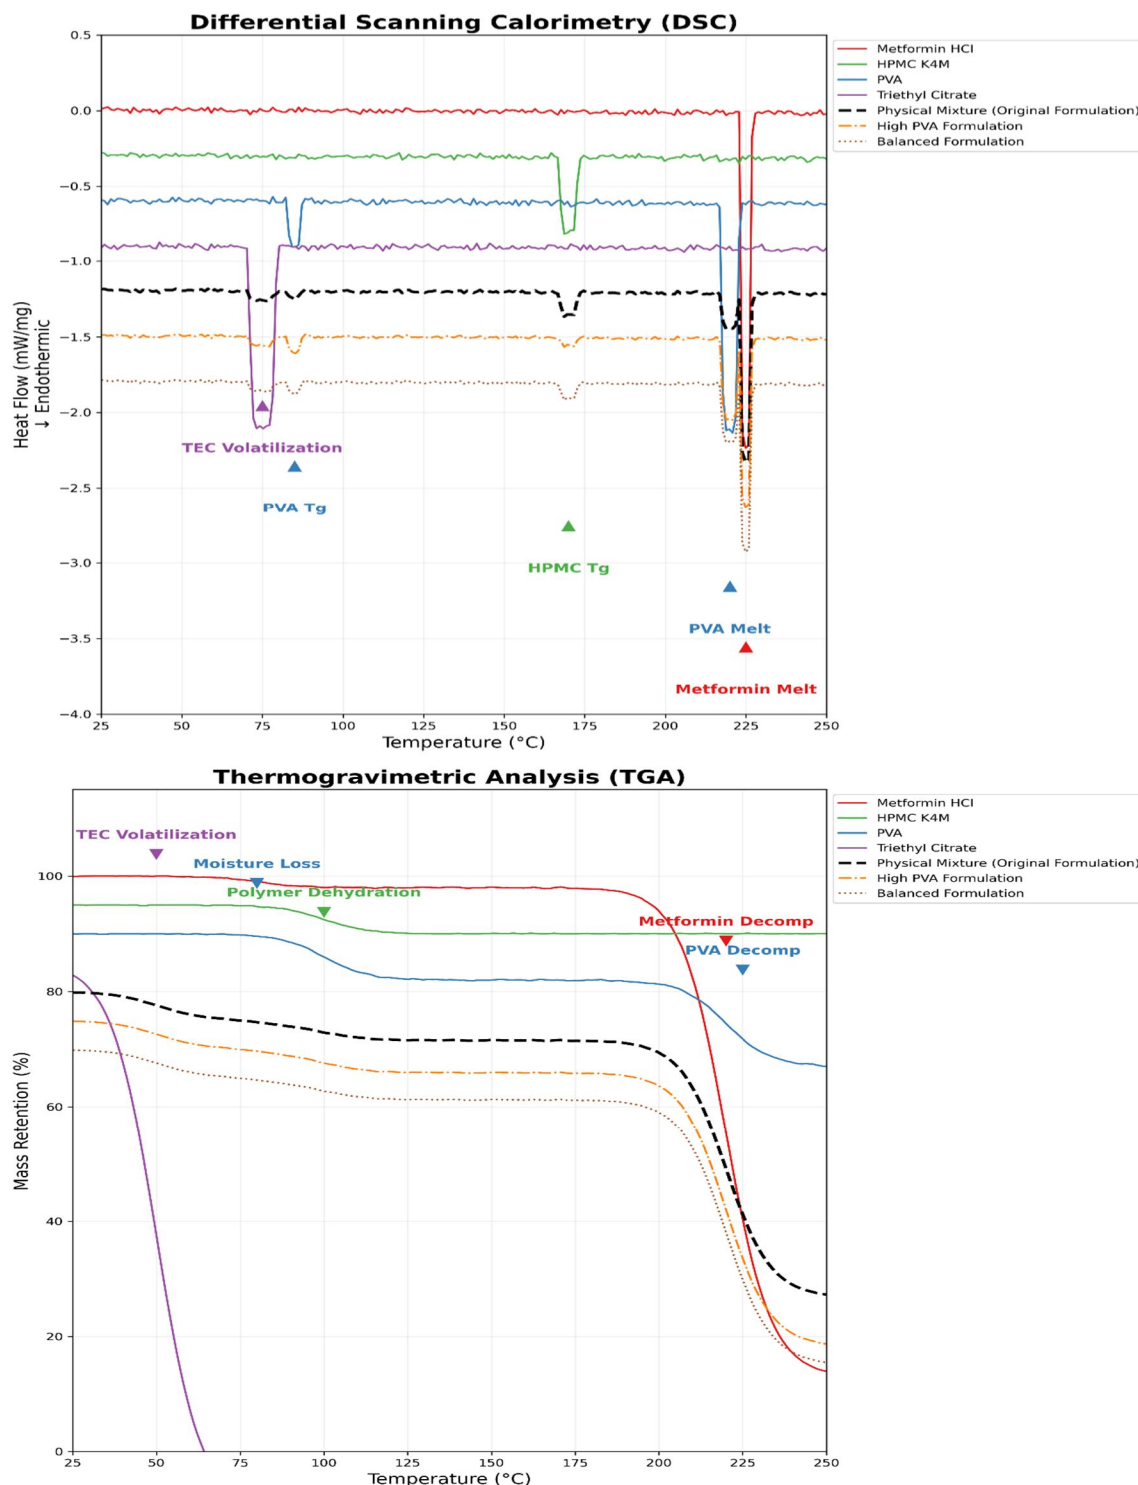 Differential Scanning Calorimetry (DSC)
0.5
0.0
−0.5
−1.0
−1.5
−2.0
−2.5
−3.0
−3.5
−4.0
Heat Flow (mW/mg)
↓ Endothermic
TEC Volatilization
PVA Tg
HPMC Tg
PVA Melt
Metformin Melt
25 50 75 100 125 150 175 200 225 250
Temperature (°C)
Metformin HCl
HPMC K4M
PVA
Triethyl Citrate
Physical Mixture (Original Formulation)
High PVA Formulation
Balanced Formulation
Thermogravimetric Analysis (TGA)
100
80
60
40
20
0
Mass Retention (%)
TEC Volatilization
Moisture Loss
Polymer Dehydration
Metformin Decomp
PVA Decomp
25 50 75 100 125 150 175 200 225 250
Temperature (°C)
Metformin HCl
HPMC K4M
PVA
Triethyl Citrate
Physical Mixture (Original Formulation)
High PVA Formulation
Balanced Formulation